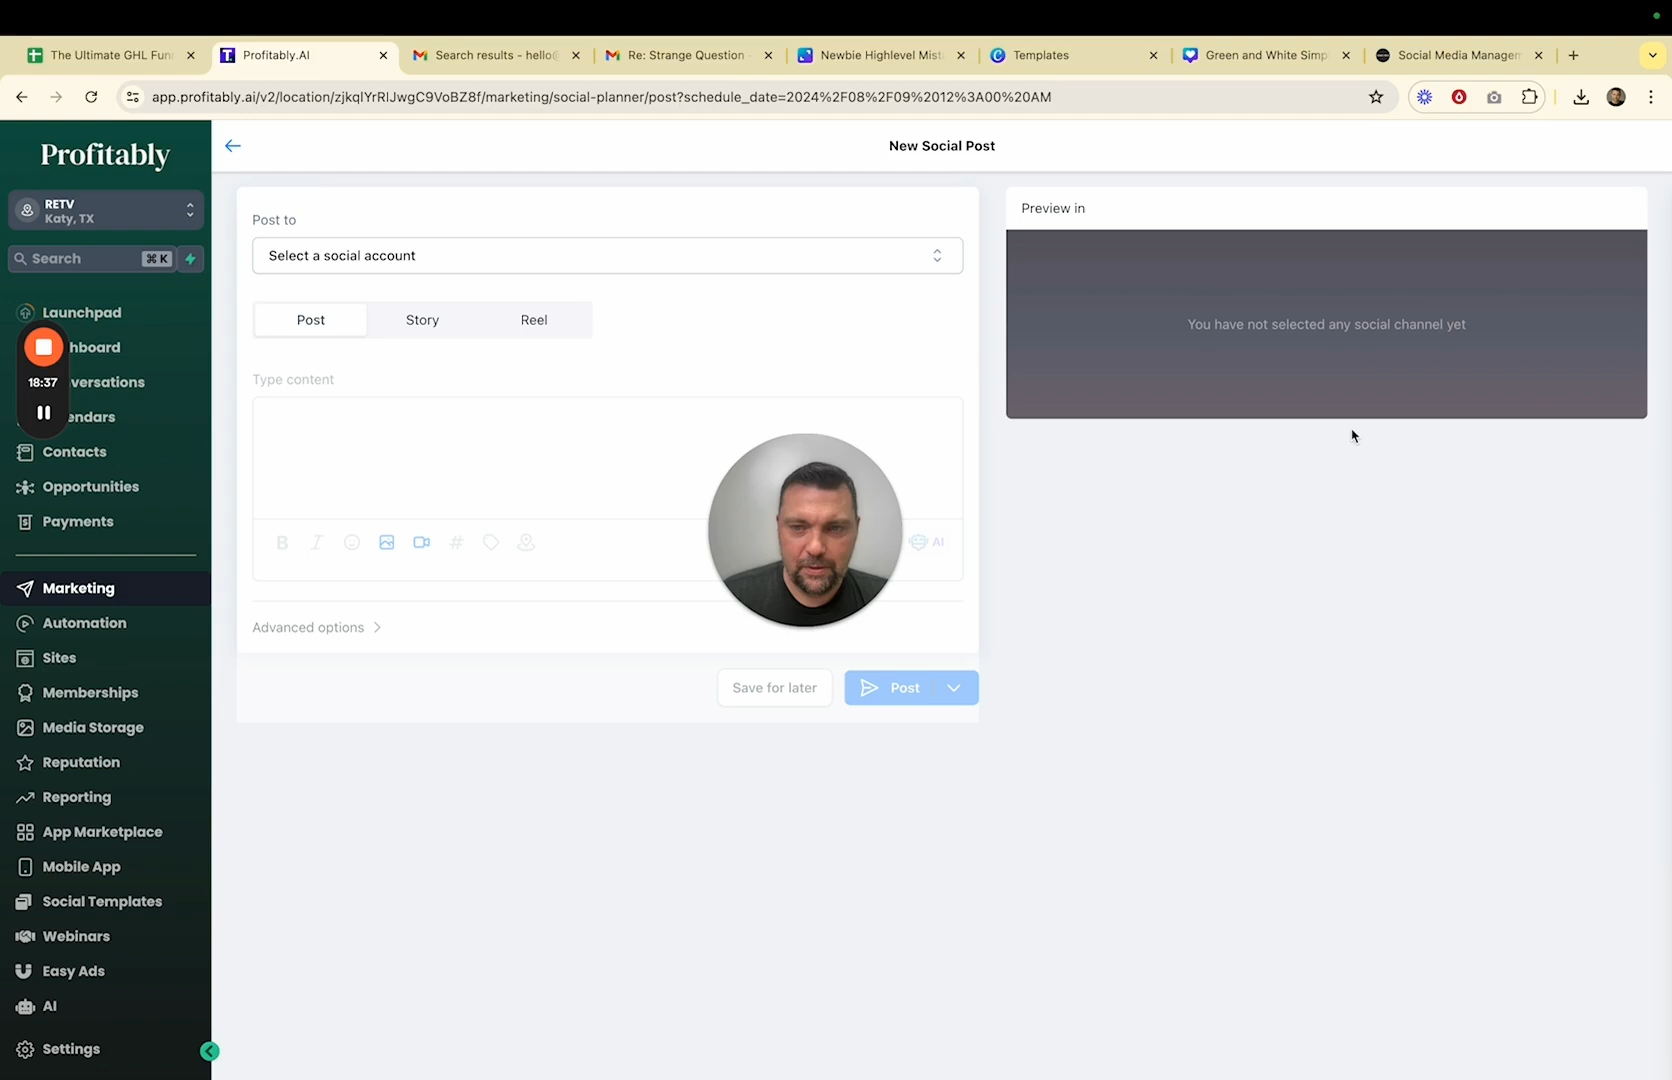 The Ultimate GHL Fun
Profitably.AI
Search results - hello@
Re: Strange Question -
Newbie Highlevel Mist
Templates
Green and White Simp
Social Media Managem
app.profitably.ai/v2/location/zjkqlYrRlJwgC9VoBZ8f/marketing/social-planner/post?schedule_date=2024%2F08%2F09%2012%3A00%20AM
Profitably
RETV
Katy, TX
Search
⌘ K
Launchpad
hboard
18:37
versations
endars
Contacts
Opportunities
Payments
Marketing
Automation
Sites
Memberships
Media Storage
Reputation
Reporting
App Marketplace
Mobile App
Social Templates
Webinars
Easy Ads
AI
Settings
New Social Post
Post to
Select a social account
Post
Story
Reel
Type content
B I #
AI
Advanced options
Save for later
Post
Preview in
You have not selected any social channel yet